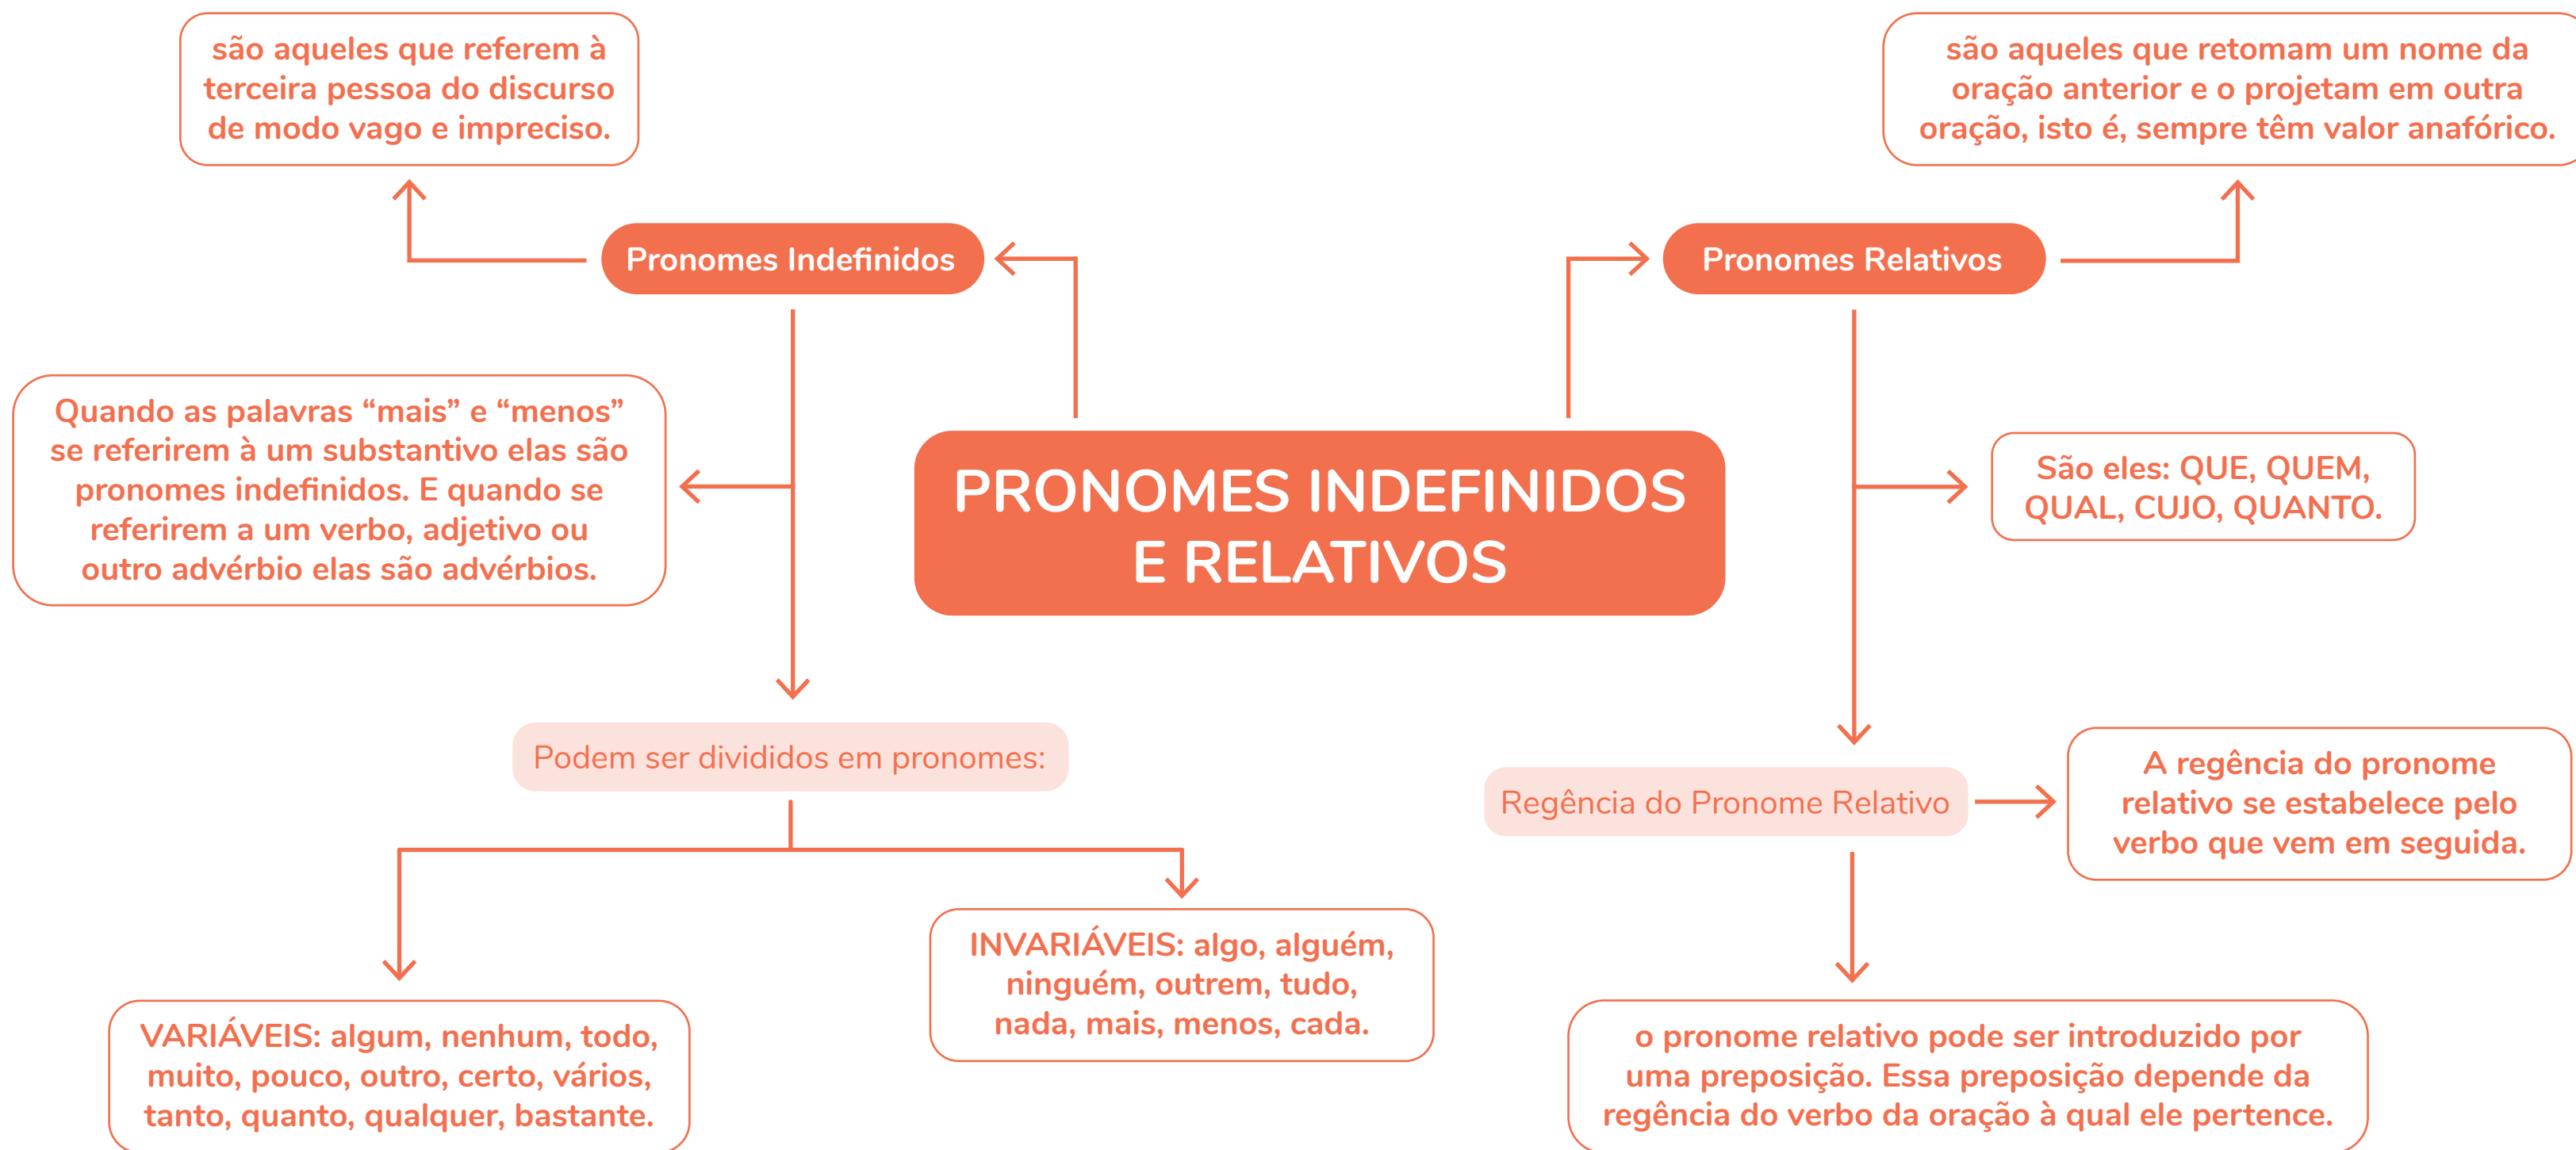 são aqueles que referem à
terceira pessoa do discurso
de modo vago e impreciso.
são aqueles que retomam um nome da
oração anterior e o projetam em outra
oração, isto é, sempre têm valor anafórico.
Pronomes Indefinidos
Pronomes Relativos
Quando as palavras “mais” e “menos”
se referirem à um substantivo elas são
pronomes indefinidos. E quando se
referirem a um verbo, adjetivo ou
outro advérbio elas são advérbios.
PRONOMES INDEFINIDOS
E RELATIVOS
São eles: QUE, QUEM,
QUAL, CUJO, QUANTO.
Podem ser divididos em pronomes:
Regência do Pronome Relativo
A regência do pronome
relativo se estabelece pelo
verbo que vem em seguida.
INVARIÁVEIS: algo, alguém,
ninguém, outrem, tudo,
nada, mais, menos, cada.
VARIÁVEIS: algum, nenhum, todo,
muito, pouco, outro, certo, vários,
tanto, quanto, qualquer, bastante.
o pronome relativo pode ser introduzido por
uma preposição. Essa preposição depende da
regência do verbo da oração à qual ele pertence.